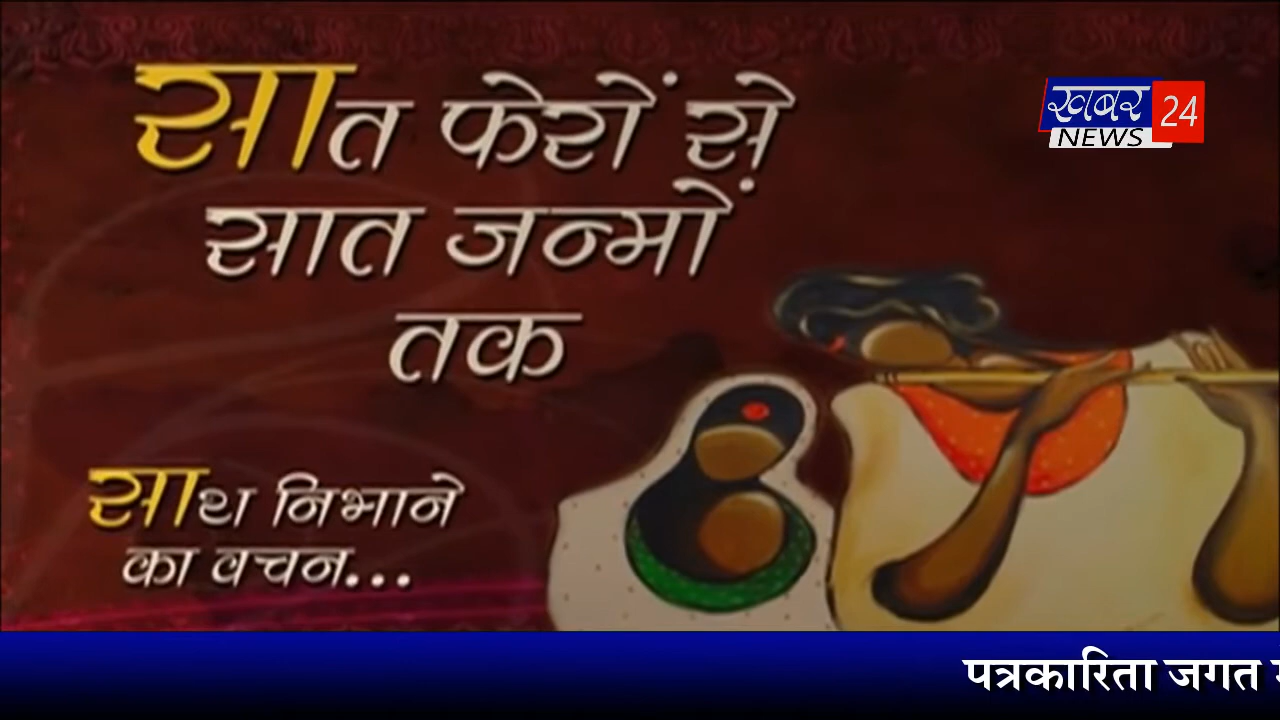 सात फेरों से
सात जन्मों
तक
साथ निभाने
का वचन...
खबर 24
NEWS
पत्रकारिता जगत